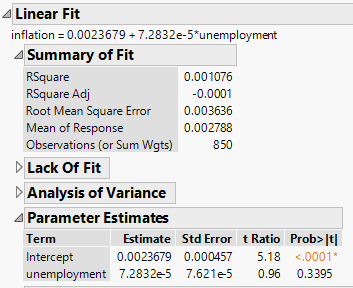 Linear Fit
inflation = 0.0023679 + 7.2832e-5*unemployment
Summary of Fit
RSquare 0.001076
RSquare Adj -0.0001
Root Mean Square Error 0.003636
Mean of Response 0.002788
Observations (or Sum Wgts) 850
Lack Of Fit
Analysis of Variance
Parameter Estimates
Term Estimate Std Error t Ratio Prob>|t|
Intercept 0.0023679 0.000457 5.18 <.0001*
unemployment 7.2832e-5 7.621e-5 0.96 0.3395